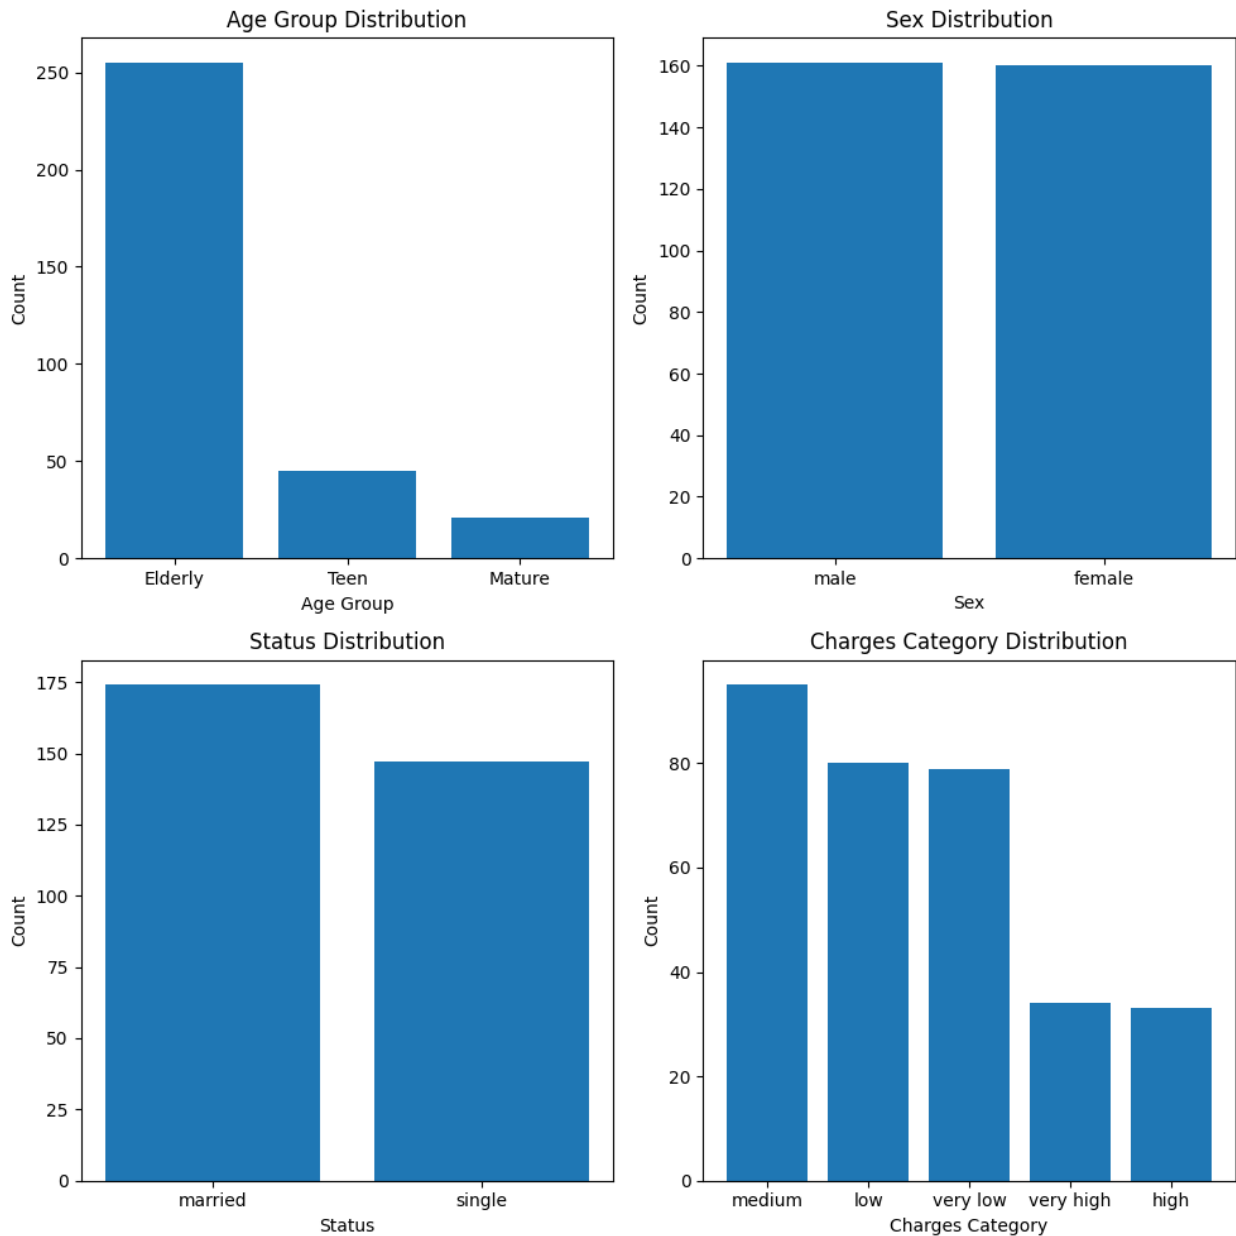 Age Group Distribution
250
200
150
100
50
0
Count
Elderly Teen Mature
Age Group
Sex Distribution
160
140
120
100
80
60
40
20
0
Count
male female
Sex
Status Distribution
175
150
125
100
75
50
25
0
Count
married single
Status
Charges Category Distribution
80
60
40
20
0
Count
medium low very low very high high
Charges Category